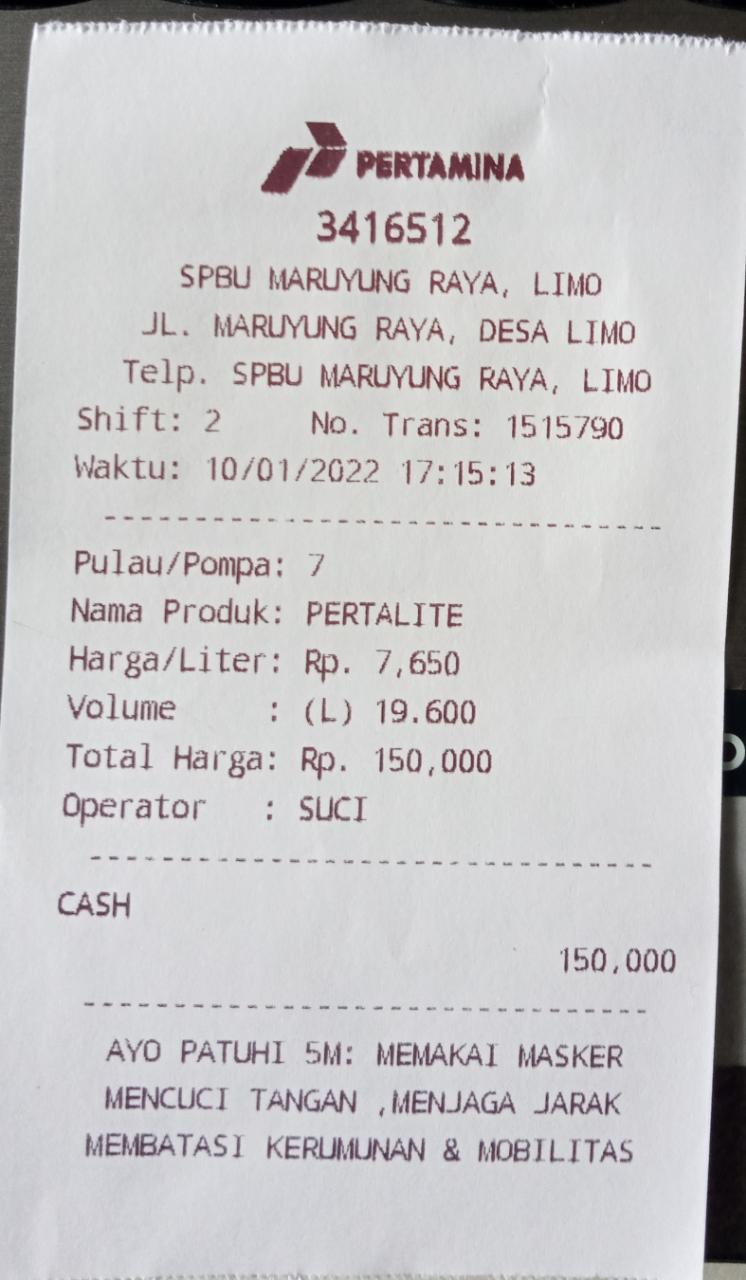 PERTAMINA
3416512
SPBU MARUYUNG RAYA, LIMO
JL. MARUYUNG RAYA, DESA LIMO
Telp. SPBU MARUYUNG RAYA, LIMO
Shift: 2 No. Trans: 1515790
Waktu: 10/01/2022 17:15:13
Pulau/Pompa: 7
Nama Produk: PERTALITE
Harga/Liter: Rp. 7,650
Volume : (L) 19.600
Total Harga: Rp. 150,000
Operator : SUCI
CASH
150,000
AYO PATUHI 5M: MEMAKAI MASKER
MENCUCI TANGAN ,MENJAGA JARAK
MEMBATASI KERUMUNAN & MOBILITAS